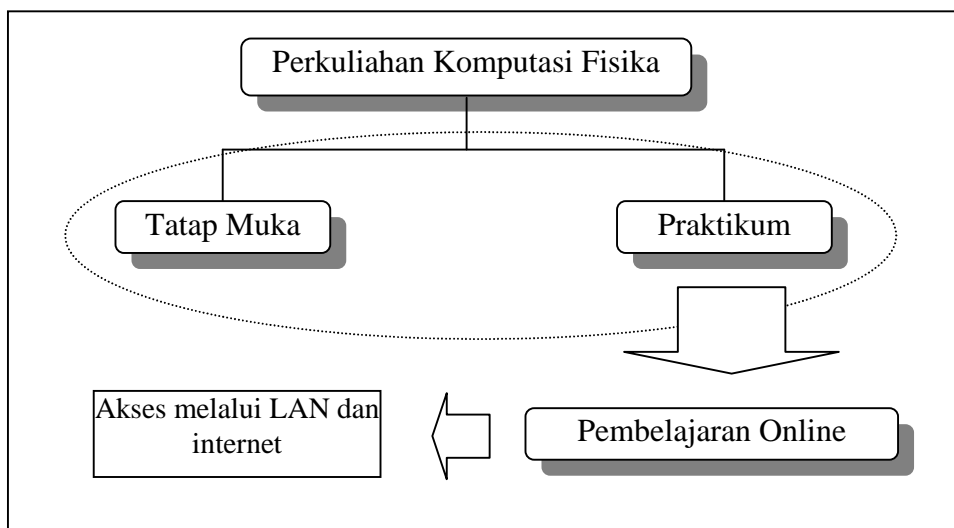 Perkuliahan Komputasi Fisika
Tatap Muka
Praktikum
Akses melalui LAN dan
internet
Pembelajaran Online